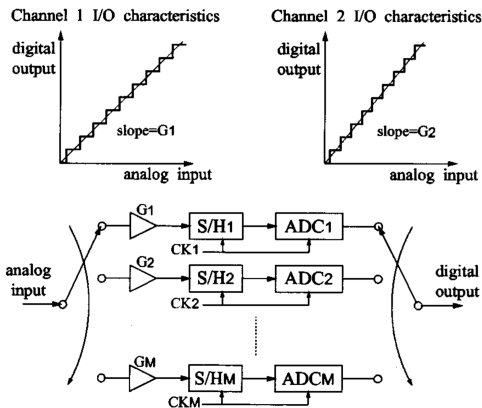 Channel 1 I/O characteristics
digital
output
slope=G1
analog input
Channel 2 I/O characteristics
digital
output
slope=G2
analog input
G1
S/H1
ADC1
CK1
analog
input
G2
S/H2
ADC2
CK2
digital
output
GM
S/HM
ADCM
CKM